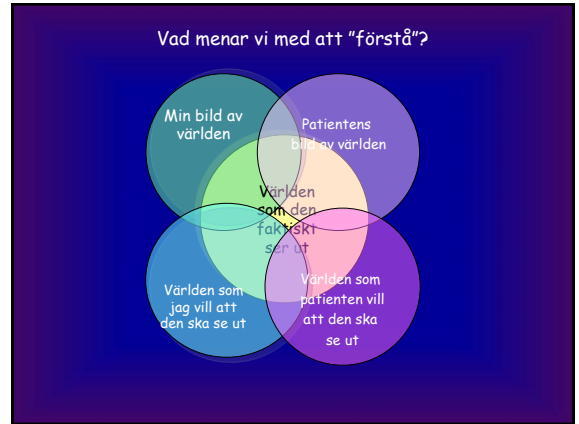 Vad menar vi med att ”förstå”?
Min bild av
världen
Patientens
bild av världen
Världen
som den
faktiskt
ser ut
Världen som
jag vill att
den ska se ut
Världen som
patienten vill
att den ska
se ut